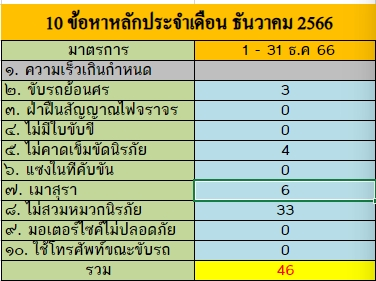 10 ข้อหาหลักประจำเดือน ธันวาคม 2566
มาตรการ 1 - 31 ธ.ค 66
๑. ความเร็วเกินกำหนด
๒. ขับรถย้อนศร 3
๓. ฝ่าฝืนสัญญาณไฟจราจร 0
๔. ไม่มีใบขับขี่ 0
๕. ไม่คาดเข็มขัดนิรภัย 4
๖. แซงในที่คับขัน 0
๗. เมาสุรา 6
๘. ไม่สวมหมวกนิรภัย 33
๙. มอเตอร์ไซค์ไม่ปลอดภัย 0
๑๐. ใช้โทรศัพท์ขณะขับรถ 0
รวม 46